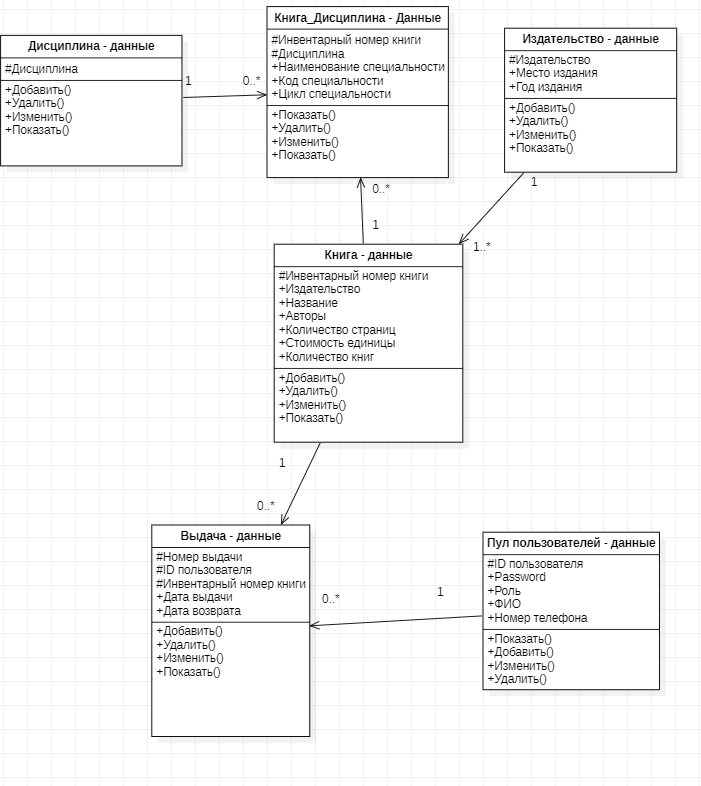 Дисциплина - данные
#Дисциплина
+Добавить()
+Удалить()
+Изменить()
+Показать()
1
0..*
Книга_Дисциплина - Данные
#Инвентарный номер книги
#Дисциплина
+Наименование специальности
+Код специальности
+Цикл специальности
+Показать()
+Удалить()
+Изменить()
+Показать()
Издательство - данные
#Издательство
+Место издания
+Год издания
+Добавить()
+Удалить()
+Изменить()
+Показать()
0..*
1
1
1..*
Книга - данные
#Инвентарный номер книги
+Издательство
+Название
+Авторы
+Количество страниц
+Стоимость единицы
+Количество книг
+Добавить()
+Удалить()
+Изменить()
+Показать()
1
0..*
Выдача - данные
#Номер выдачи
#ID пользователя
#Инвентарный номер книги
+Дата выдачи
+Дата возврата
+Добавить()
+Удалить()
+Изменить()
+Показать()
0..*
1
Пул пользователей - данные
#ID пользователя
+Password
+Роль
+ФИО
+Номер телефона
+Показать()
+Добавить()
+Изменить()
+Удалить()